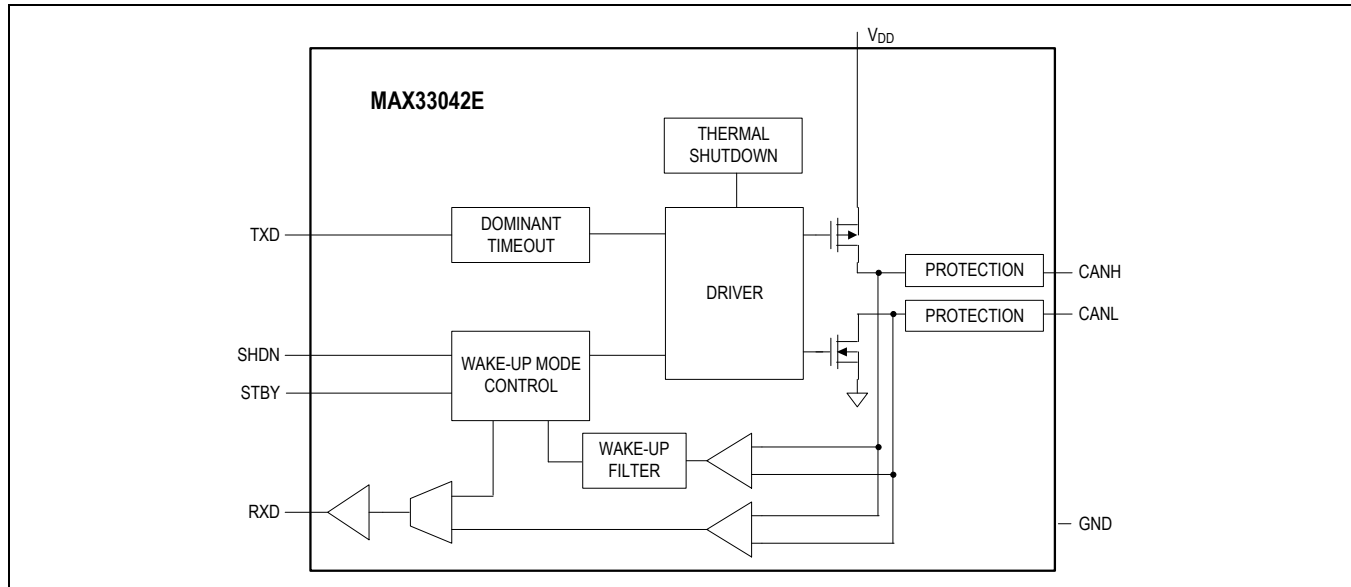 VDD
MAX33042E
THERMAL
SHUTDOWN
TXD
DOMINANT
TIMEOUT
DRIVER
PROTECTION
CANH
PROTECTION
CANL
SHDN
STBY
WAKE-UP MODE
CONTROL
WAKE-UP
FILTER
RXD
GND